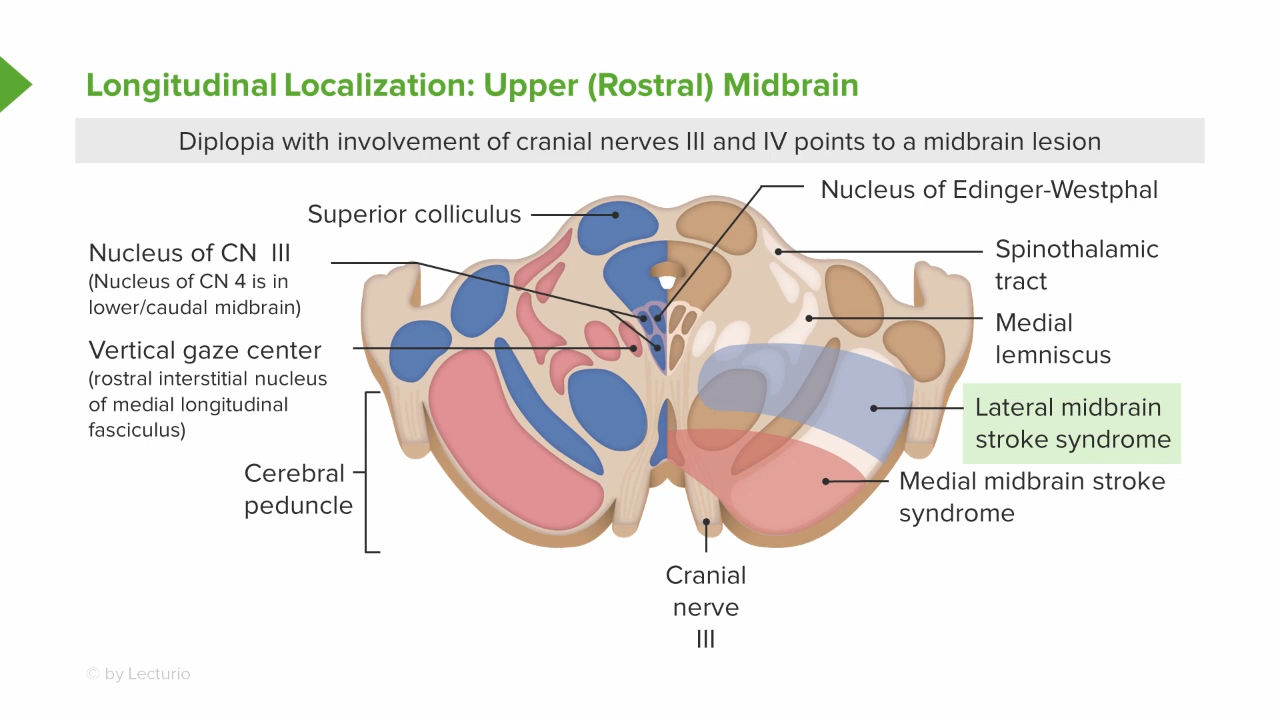 Longitudinal Localization: Upper (Rostral) Midbrain
Diplopia with involvement of cranial nerves III and IV points to a midbrain lesion
Nucleus of Edinger-Westphal
Superior colliculus
Nucleus of CN III
(Nucleus of CN 4 is in
lower/caudal midbrain)
Spinothalamic
tract
Medial
lemniscus
Vertical gaze center
(rostral interstitial nucleus
of medial longitudinal
fasciculus)
Lateral midbrain
stroke syndrome
Cerebral
peduncle
Medial midbrain stroke
syndrome
Cranial
nerve
III
© by Lecturio